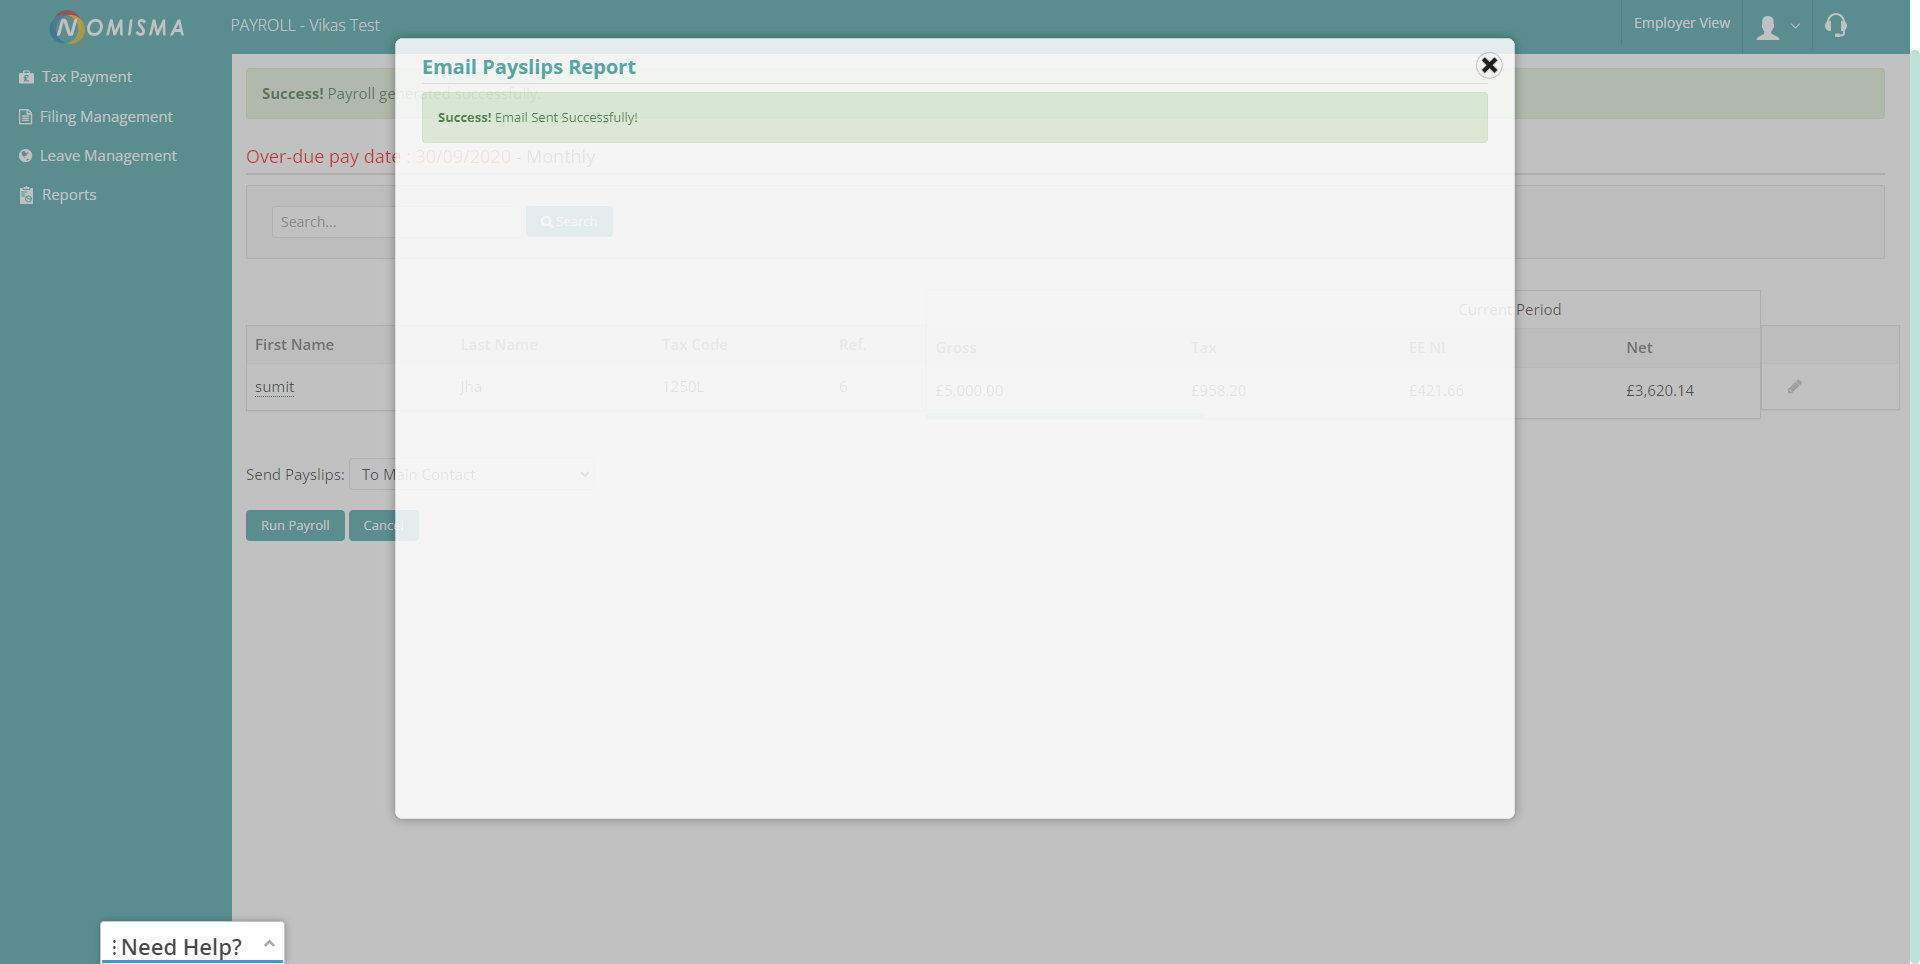 NOMISMA
PAYROLL - Vikas Test
Employer View
Tax Payment
Filing Management
Leave Management
Reports
Email Payslips Report
Success! Payroll generated successfully.
Success! Email Sent Successfully!
Over-due pay date : 30/09/2020 - Monthly
Search...
Search
Current Period
First Name Last Name Tax Code Ref. Gross Tax EE NI Net
sumit Jha 1250L 6 £5,000.00 £958.20 £421.66 £3,620.14
Send Payslips: To Main Contact
Run Payroll Cancel
Need Help?